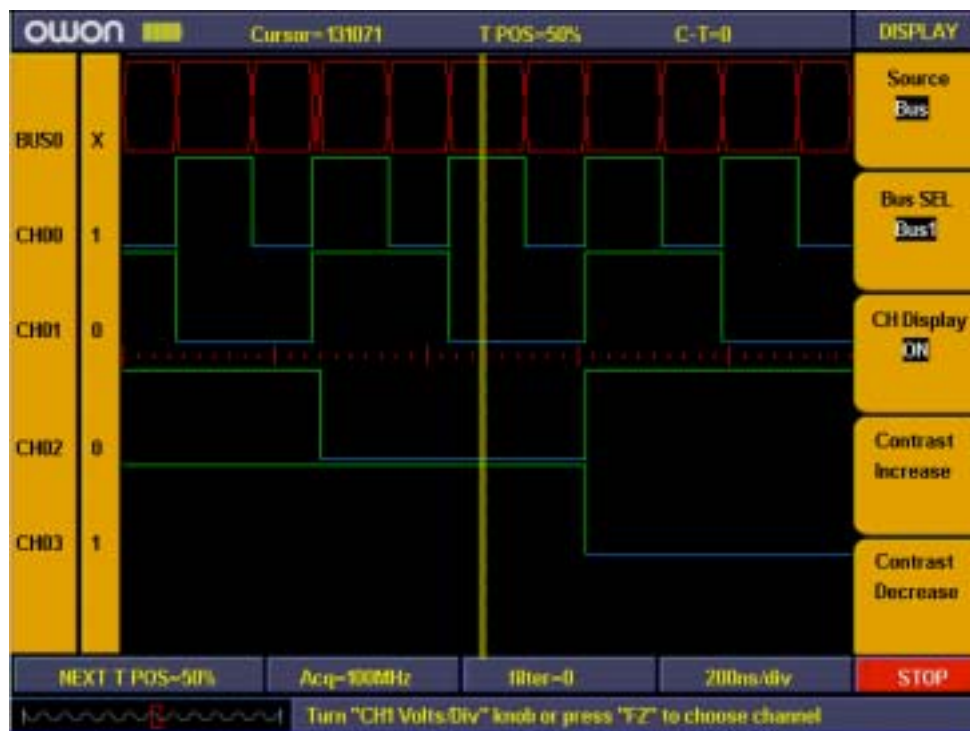 owon Cursor=131071 T POS=50% C-T=0 DISPLAY
Source
Bus
BUS0 X
Bus SEL
Bus1
CH00 1
CH Display
ON
CH01 0
Contrast
Increase
CH02 0
CH03 1
Contrast
Decrease
NEXT T POS=50% Acq=100MHz filter=0 200ns/div STOP
Turn "CH1 Volts/Div" knob or press "F2" to choose channel